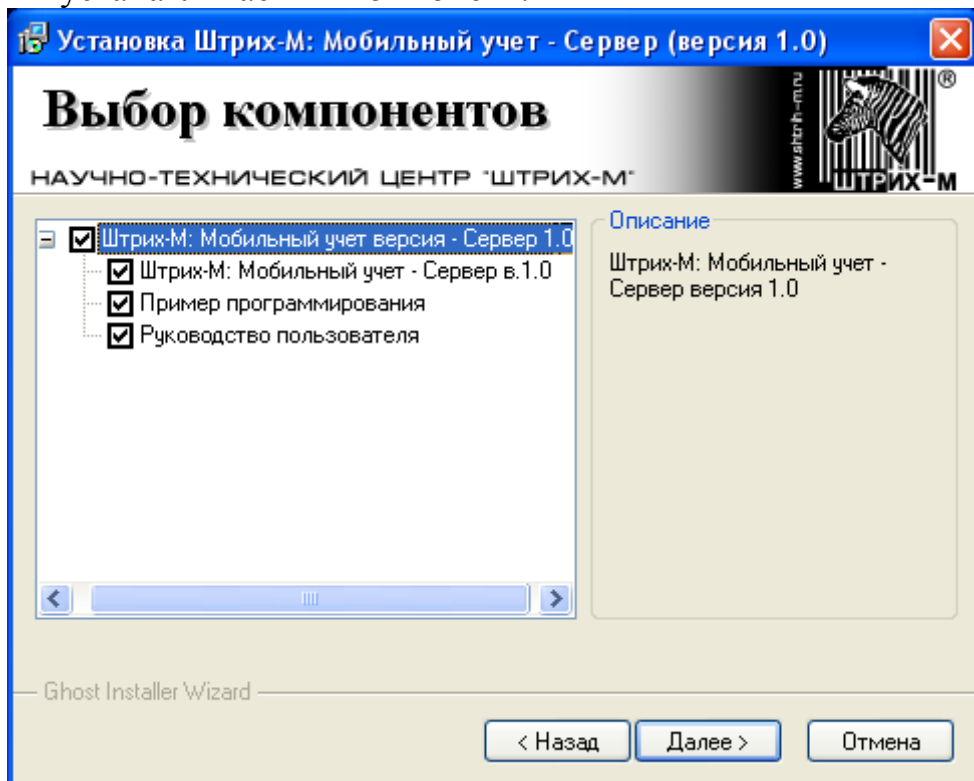 Установка Штрих-М: Мобильный учет - Сервер (версия 1.0)
Выбор компонентов
НАУЧНО-ТЕХНИЧЕСКИЙ ЦЕНТР "ШТРИХ-М"
www.shtrih-m.ru
®
ШТРИХ-М
Штрих-М: Мобильный учет версия - Сервер 1.0
Штрих-М: Мобильный учет - Сервер в.1.0
Пример программирования
Руководство пользователя
Описание
Штрих-М: Мобильный учет -
Сервер версия 1.0
Ghost Installer Wizard
< Назад
Далее >
Отмена